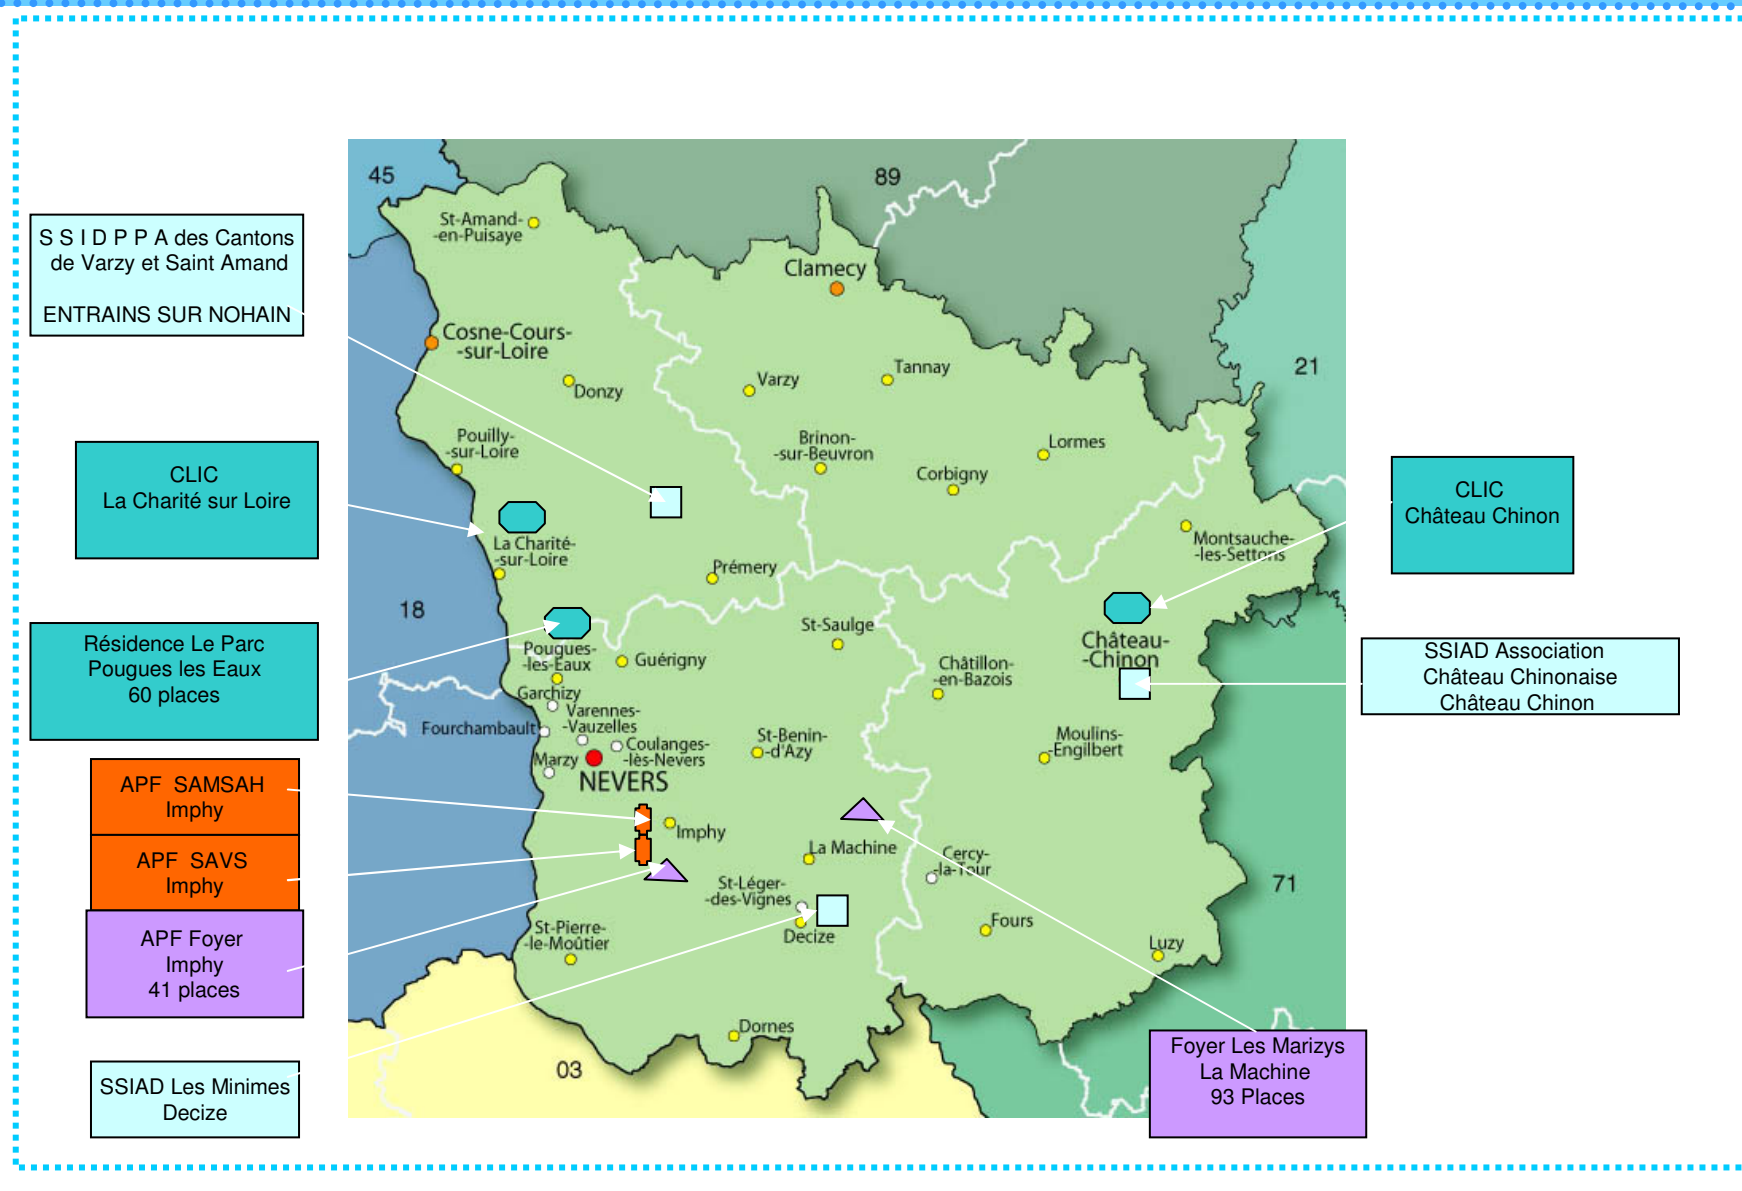 45
89
St-Amand-
-en-Puisaye
S S I D P P A des Cantons
de Varzy et Saint Amand
ENTRAINS SUR NOHAIN
Clamecy
Cosne-Cours-
-sur-Loire
21
Donzy
Varzy
Tannay
Pouilly-
-sur-Loire
Brinon-
-sur-Beuvron
Lormes
Corbigny
CLIC
La Charité sur Loire
CLIC
Château Chinon
La Charité-
-sur-Loire
Montsauche-
-les-Settons
Prémery
18
St-Saulge
Château-
-Chinon
Résidence Le Parc
Pougues les Eaux
60 places
Pougues-
-les-Eaux
Guérigny
Châtillon-
-en-Bazois
SSIAD Association
Château Chinonaise
Château Chinon
Garchizy
Fourchambault
Varennes-
-Vauzelles
Coulanges-
-lès-Nevers
Marzy
NEVERS
St-Benin-
-d'Azy
Moulins-
-Engilbert
APF SAMSAH
Imphy
Imphy
APF SAVS
Imphy
La Machine
Cercy-
-la-Tour
71
St-Léger-
-des-Vignes
Decize
Fours
Luzy
St-Pierre-
-le-Moûtier
APF Foyer
Imphy
41 places
Dornes
03
Foyer Les Marizys
La Machine
93 Places
SSIAD Les Minimes
Decize